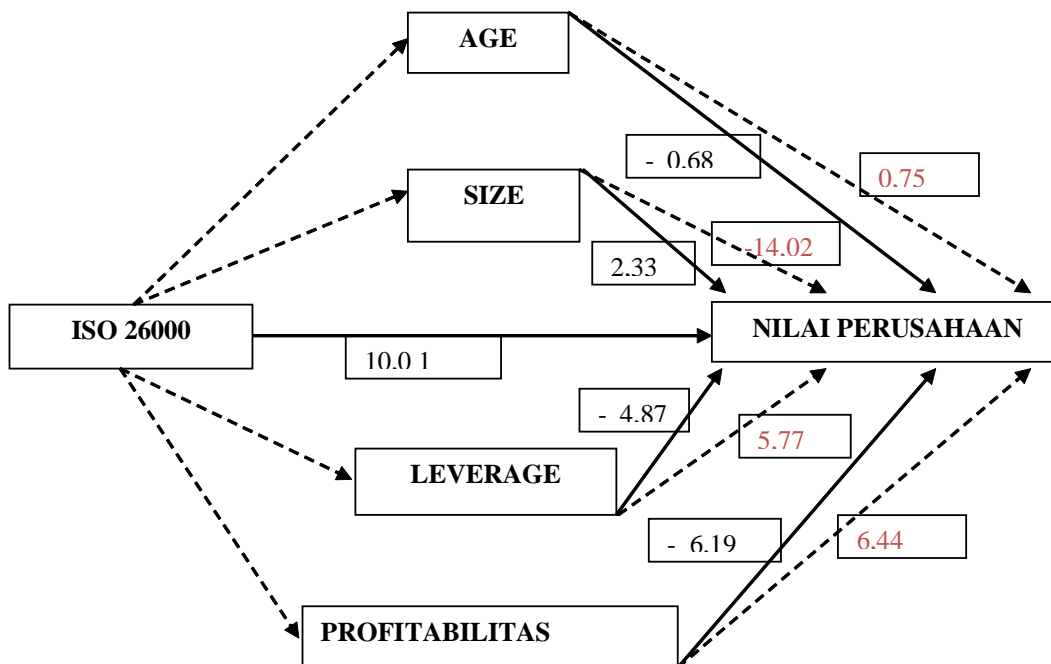 AGE
- 0.68
0.75
SIZE
-14.02
2.33
ISO 26000
NILAI PERUSAHAAN
10.0 1
- 4.87
5.77
LEVERAGE
- 6.19
6.44
PROFITABILITAS